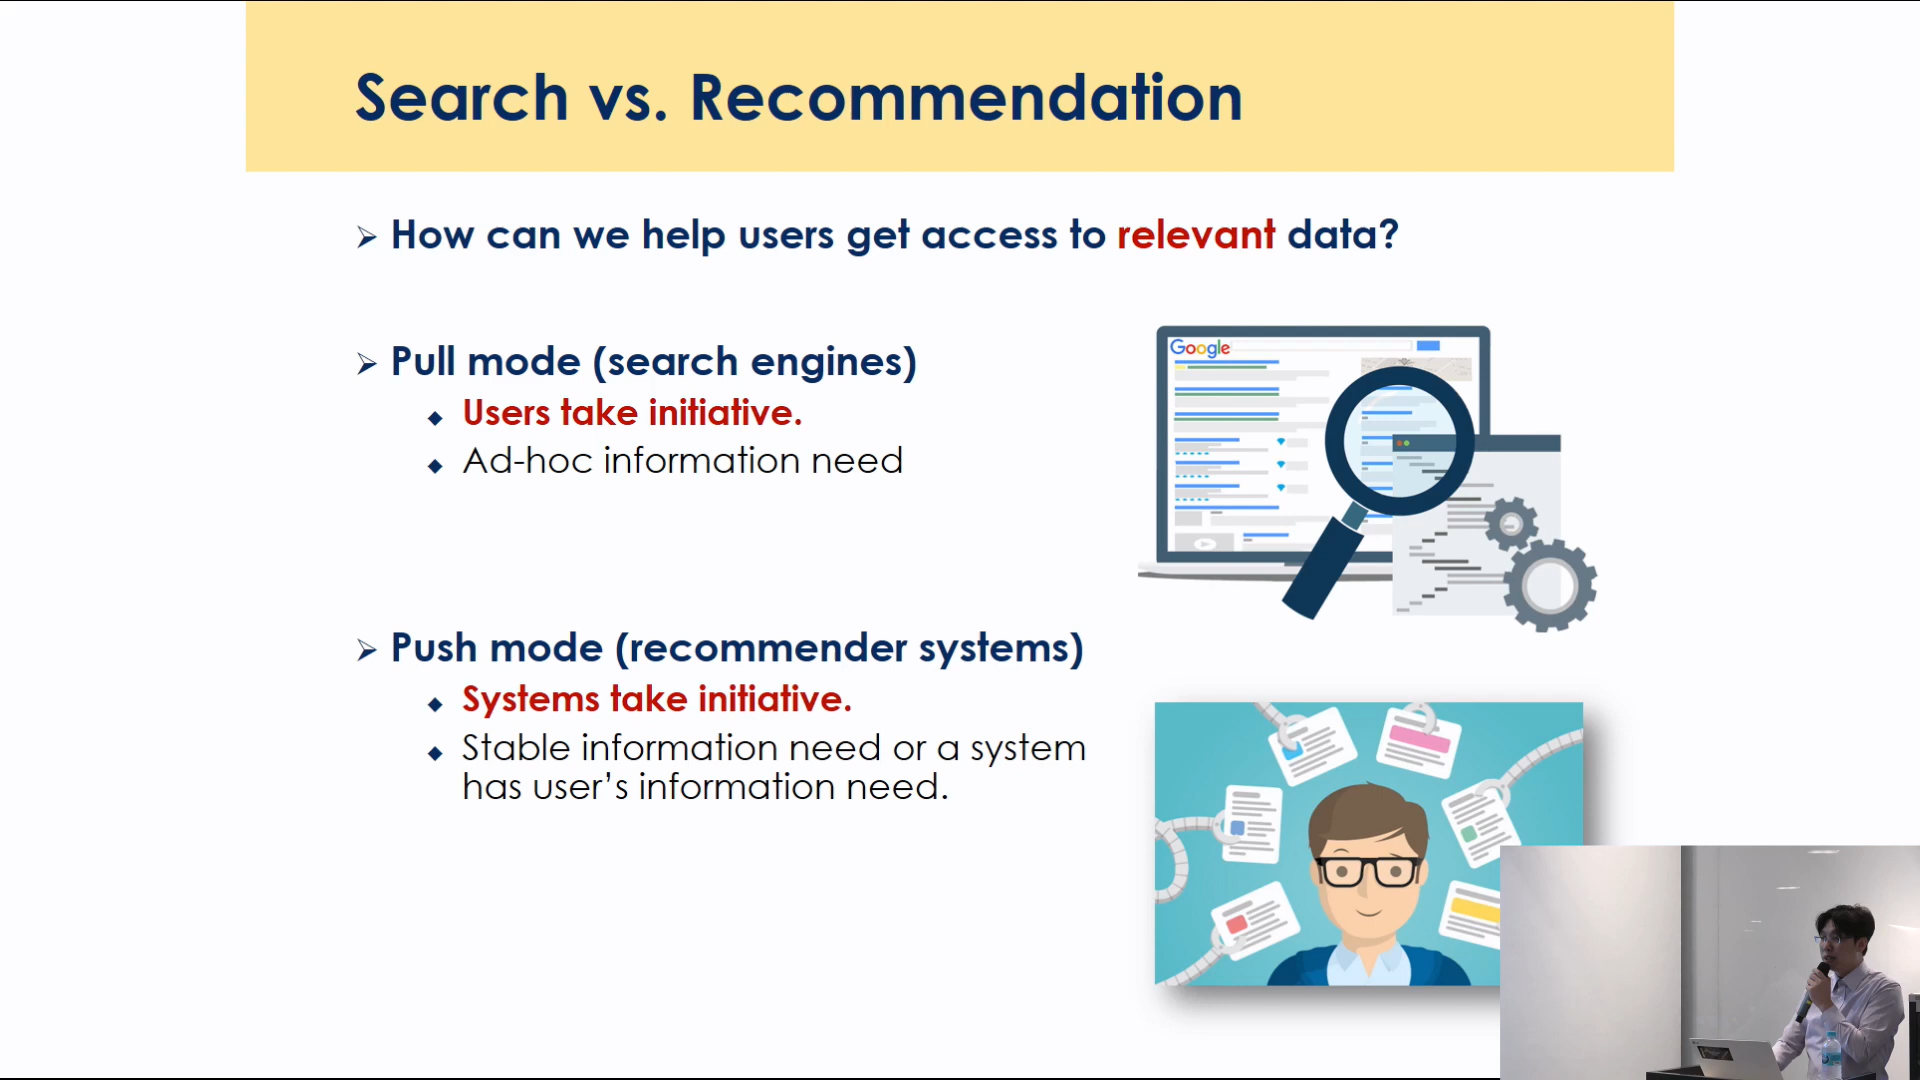 Search vs. Recommendation
How can we help users get access to relevant data?
Pull mode (search engines)
Users take initiative.
Ad-hoc information need
Google
Push mode (recommender systems)
Systems take initiative.
Stable information need or a system
has user’s information need.